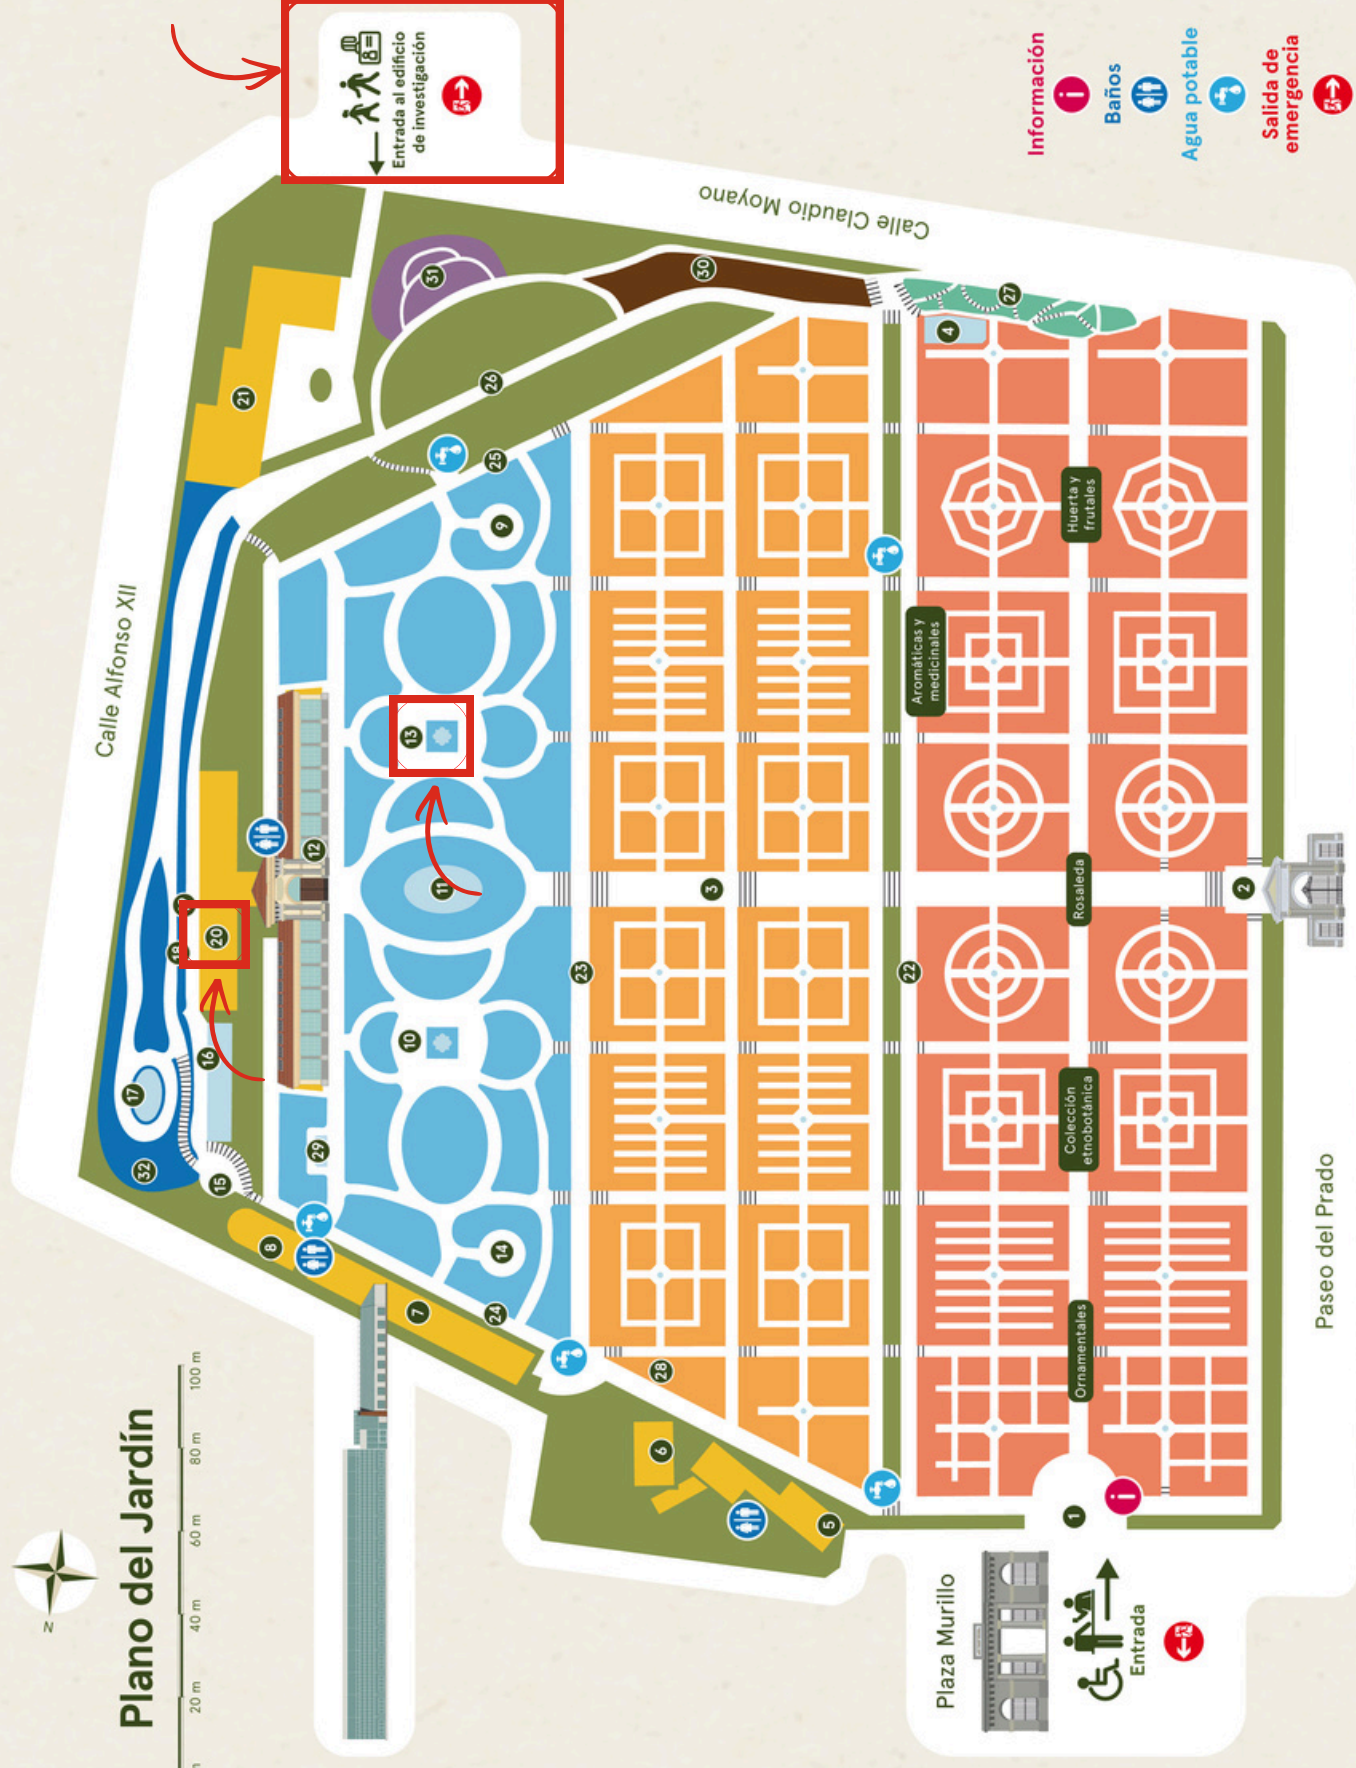 Plano del Jardín
N
20 m
40 m
60 m
80 m
100 m
Entrada al edificio
de investigación
Información
i
Baños
Agua potable
Salida de
emergencia
Calle Claudio Moyano
Calle Alfonso XII
Paseo del Prado
Plaza Murillo
Entrada
i
Huerta y
frutales
Aromáticas y
medicinales
Rosaleda
Colección
etnobotánica
Ornamentales
1
2
3
4
5
6
7
8
9
10
11
12
13
14
15
16
17
18
20
21
22
23
24
25
26
27
28
29
30
31
32